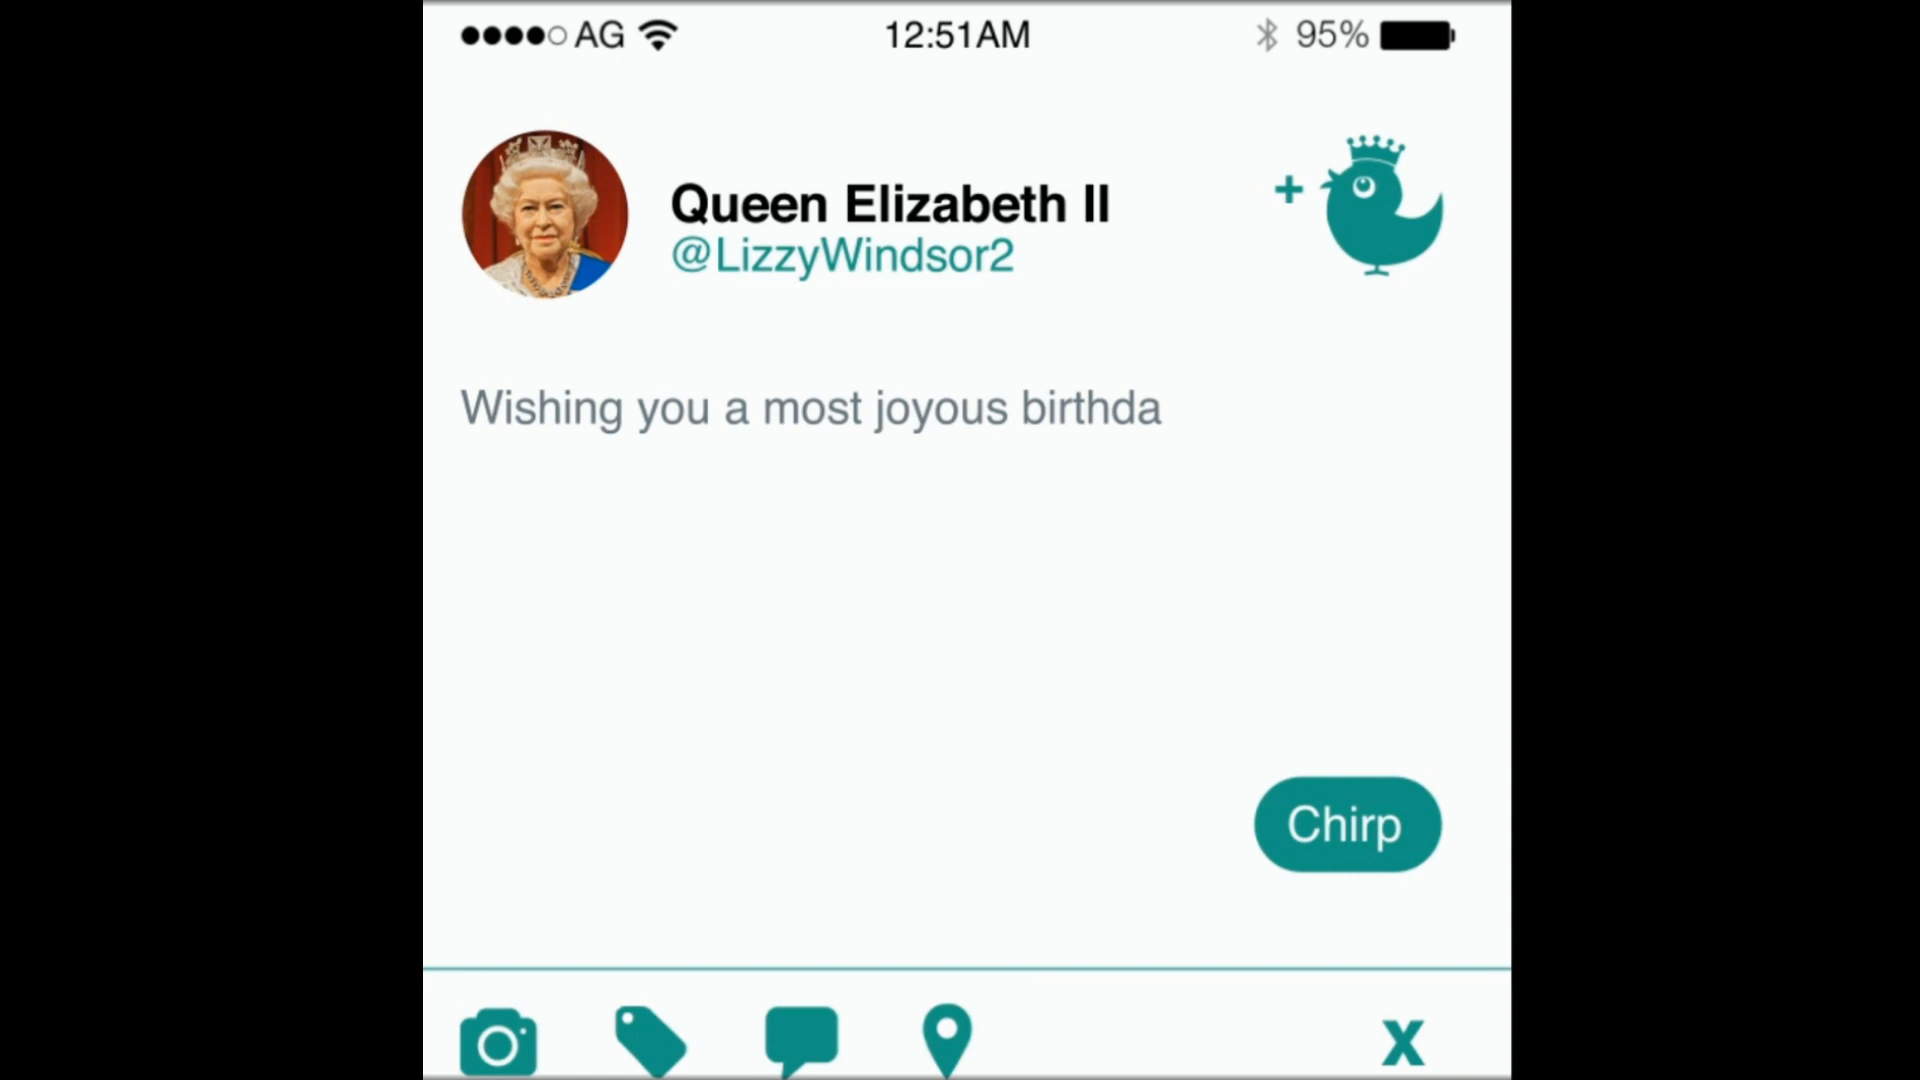 AG 12:51AM 95%
Queen Elizabeth II
@LizzyWindsor2
Wishing you a most joyous birthda
Chirp
X